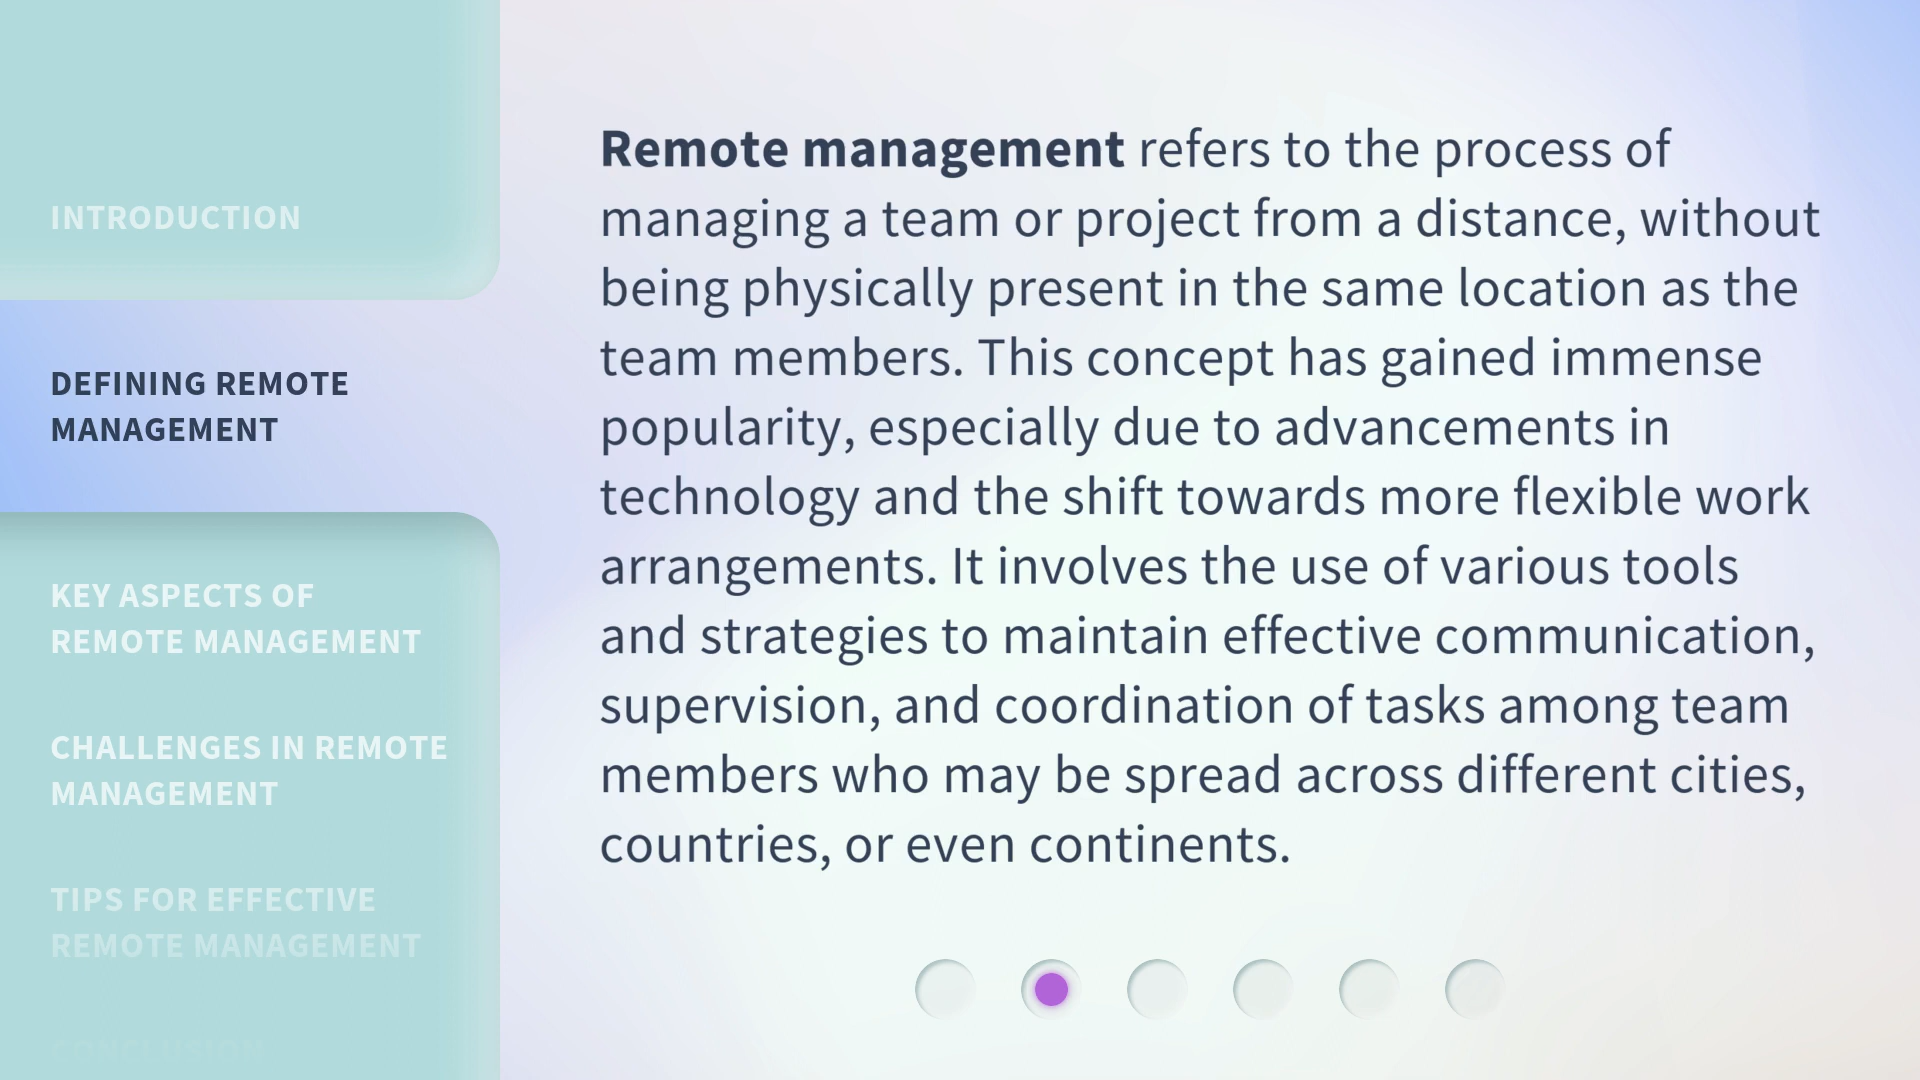 INTRODUCTION
DEFINING REMOTE
MANAGEMENT
KEY ASPECTS OF
REMOTE MANAGEMENT
CHALLENGES IN REMOTE
MANAGEMENT
TIPS FOR EFFECTIVE
REMOTE MANAGEMENT
CONCLUSION
Remote management refers to the process of
managing a team or project from a distance, without
being physically present in the same location as the
team members. This concept has gained immense
popularity, especially due to advancements in
technology and the shift towards more flexible work
arrangements. It involves the use of various tools
and strategies to maintain effective communication,
supervision, and coordination of tasks among team
members who may be spread across different cities,
countries, or even continents.